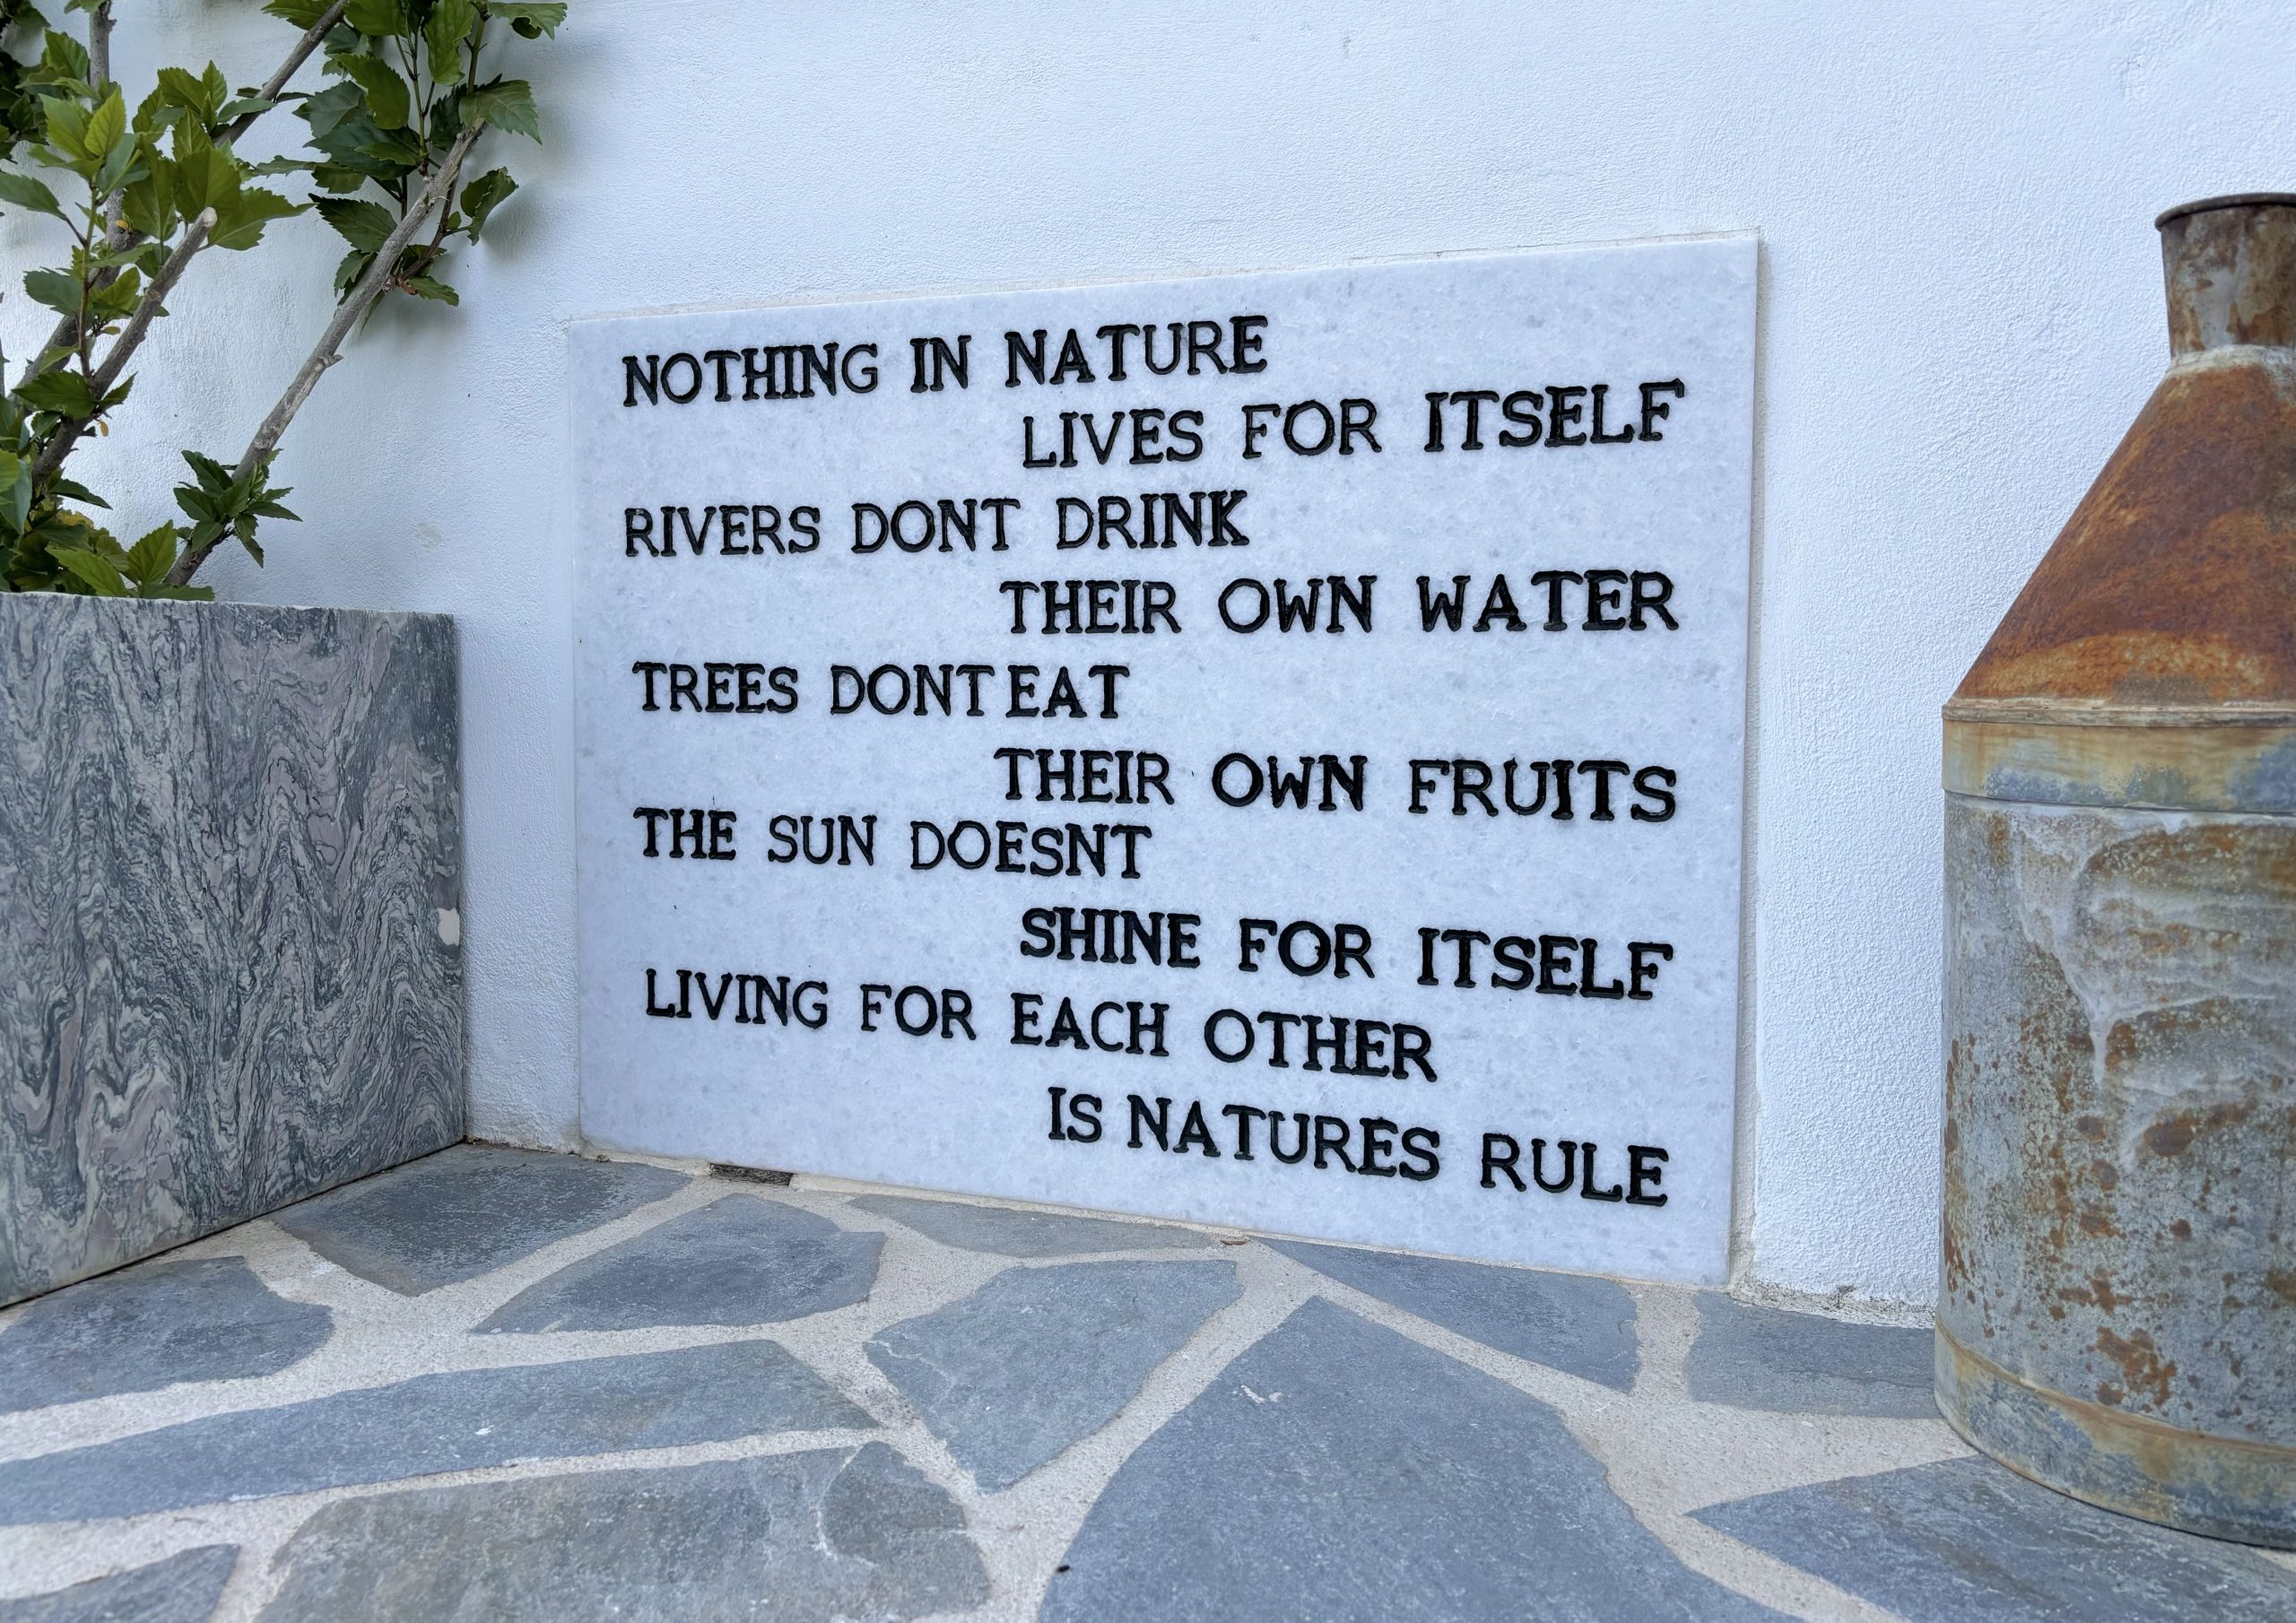 NOTHING IN NATURE
LIVES FOR ITSELF
RIVERS DONT DRINK
THEIR OWN WATER
TREES DONT EAT
THEIR OWN FRUITS
THE SUN DOESNT
SHINE FOR ITSELF
LIVING FOR EACH OTHER
IS NATURES RULE